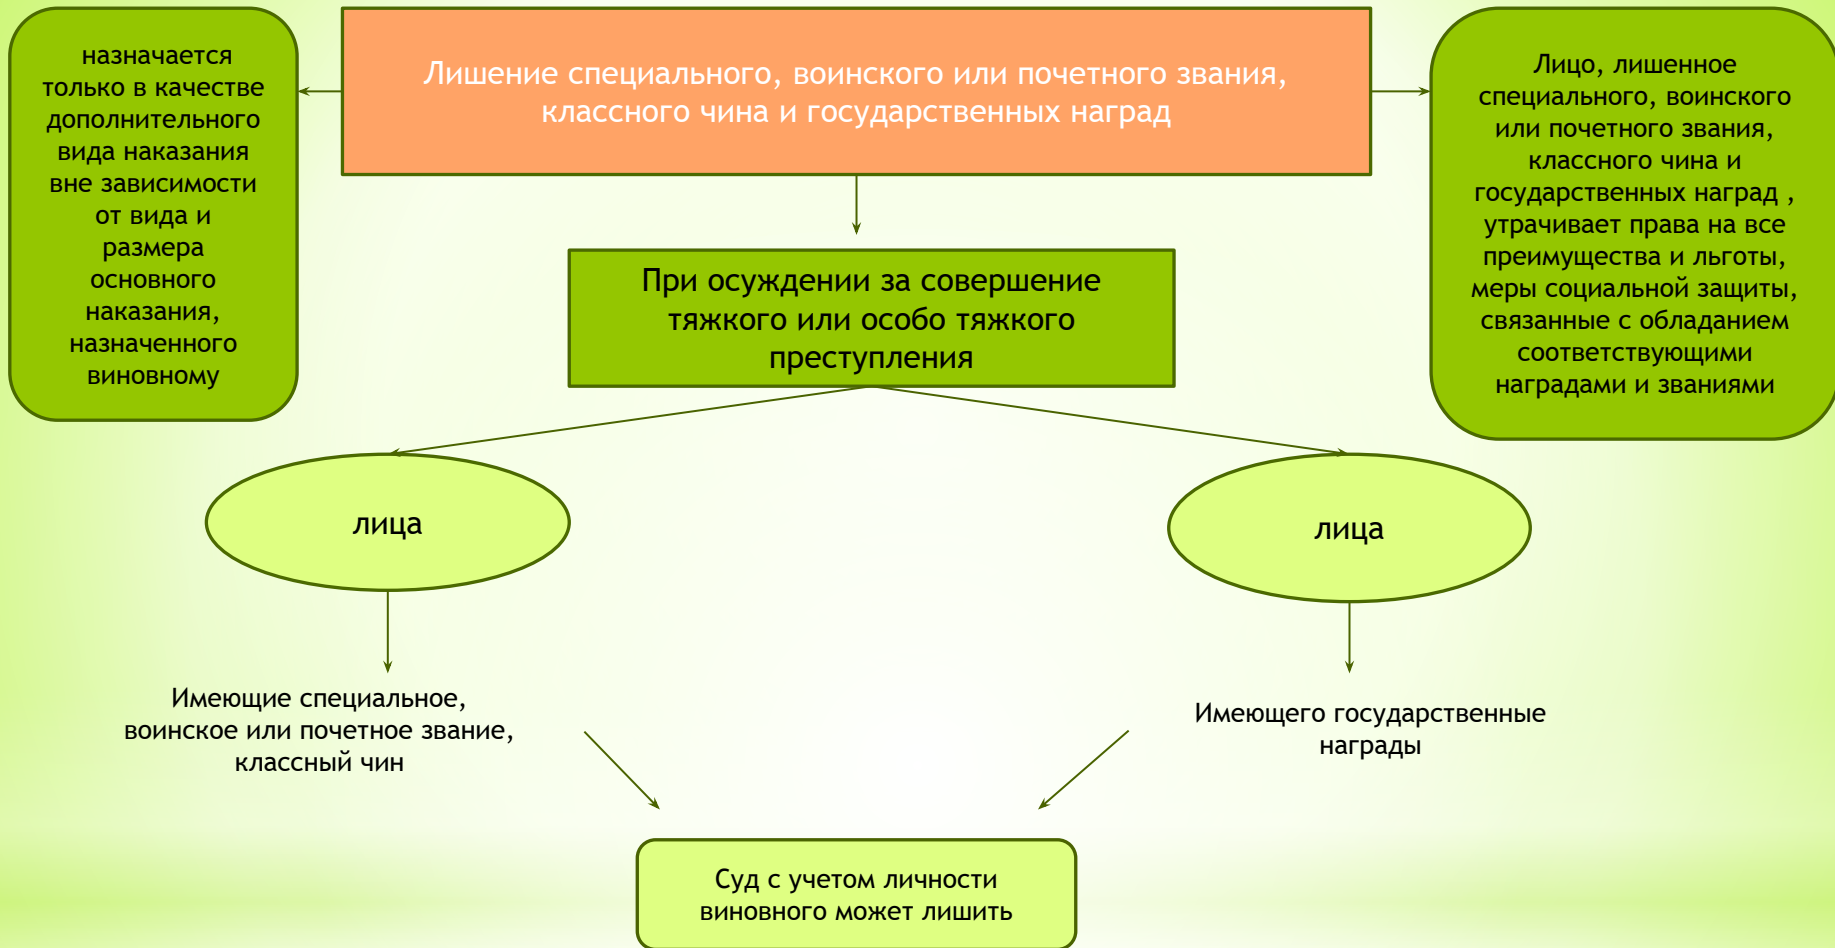 назначается
только в качестве
дополнительного
вида наказания
вне зависимости
от вида и
размера
основного
наказания,
назначенного
виновному
Лишение специального, воинского или почетного звания,
классного чина и государственных наград
Лицо, лишенное
специального, воинского
или почетного звания,
классного чина и
государственных наград ,
утрачивает права на все
преимущества и льготы,
меры социальной защиты,
связанные с обладанием
соответствующими
наградами и званиями
При осуждении за совершение
тяжкого или особо тяжкого
преступления
лица
лица
Имеющие специальное,
воинское или почетное звание,
классный чин
Имеющего государственные
награды
Суд с учетом личности
виновного может лишить